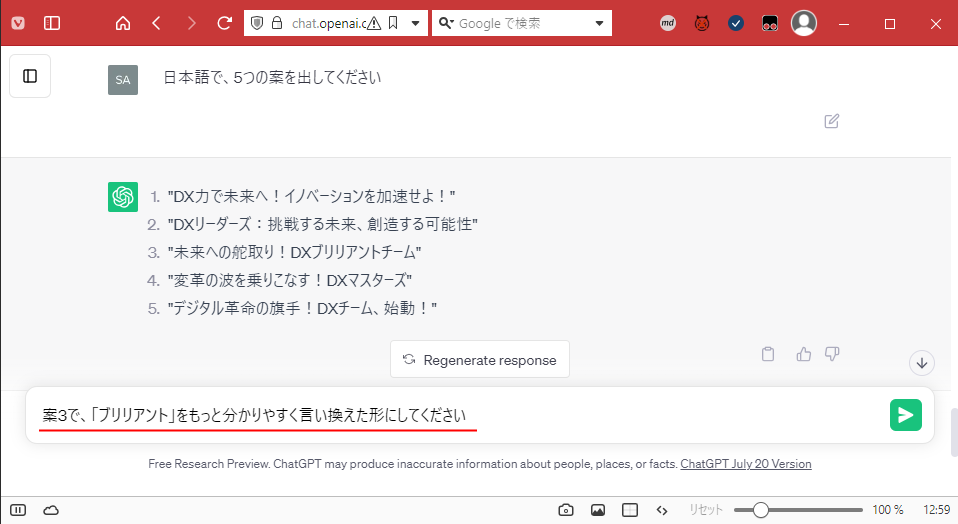 chat.openai.c
Google で検索
md
SA
日本語で、5つの案を出してください
1. "DX力で未来へ！イノベーションを加速せよ！"
2. "DXリーダーズ：挑戦する未来、創造する可能性"
3. "未来への舵取り！DXブリリアントチーム"
4. "変革の波を乗りこなす！DXマスターズ"
5. "デジタル革命の旗手！DXチーム、始動！"
Regenerate response
案3で、「ブリリアント」をもっと分かりやすく言い換えた形にしてください
Free Research Preview. ChatGPT may produce inaccurate information about people, places, or facts. ChatGPT July 20 Version
リセット
100 %
12:59